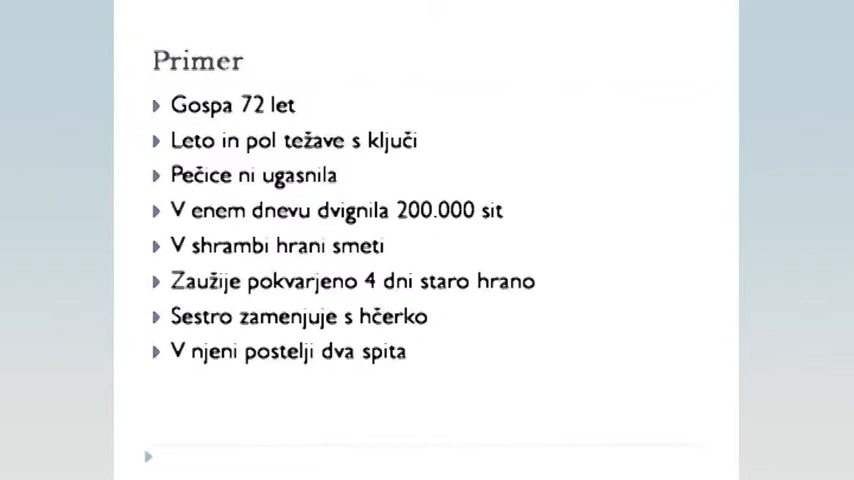 Primer
Gospa 72 let
Leto in pol težave s ključi
Pečice ni ugasnila
V enem dnevu dvignila 200.000 sit
V shrambi hrani smeti
Zaužije pokvarjeno 4 dni staro hrano
Sestro zamenjuje s hčerko
V njeni postelji dva spita